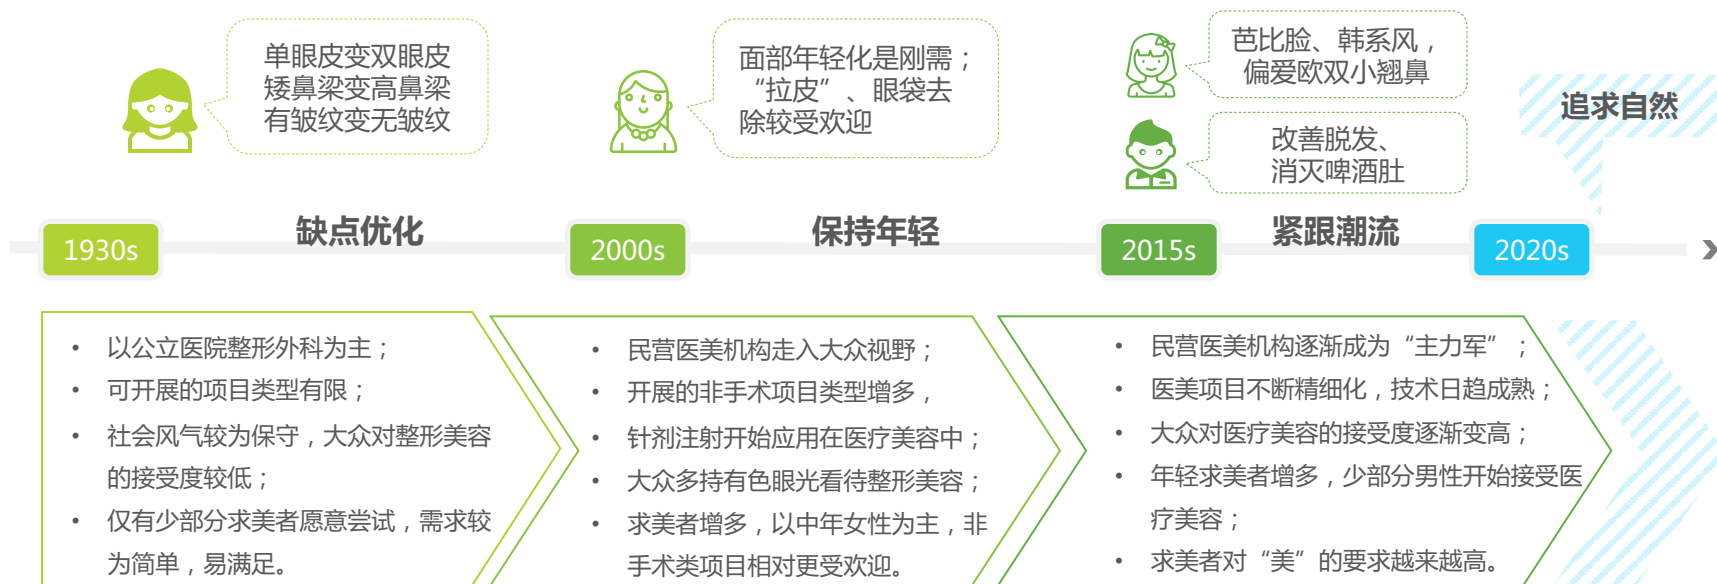 单眼皮变双眼皮
矮鼻梁变高鼻梁
有皱纹变无皱纹
面部年轻化是刚需；
“拉皮”、眼袋去
除较受欢迎
芭比脸、韩系风，
偏爱欧双小翘鼻
改善脱发、
消灭啤酒肚
追求自然
1930s
缺点优化
2000s
保持年轻
2015s
紧跟潮流
2020s
• 以公立医院整形外科为主；
• 可开展的项目类型有限；
• 社会风气较为保守，大众对整形美容
的接受度较低；
• 仅有少部分求美者愿意尝试，需求较
为简单，易满足。
• 民营医美机构走入大众视野；
• 开展的非手术项目类型增多，
• 针剂注射开始应用在医疗美容中；
• 大众多持有色眼光看待整形美容；
• 求美者增多，以中年女性为主，非
手术类项目相对更受欢迎。
• 民营医美机构逐渐成为“主力军”；
• 医美项目不断精细化，技术日趋成熟；
• 大众对医疗美容的接受度逐渐变高；
• 年轻求美者增多，少部分男性开始接受医
疗美容；
• 求美者对“美”的要求越来越高。